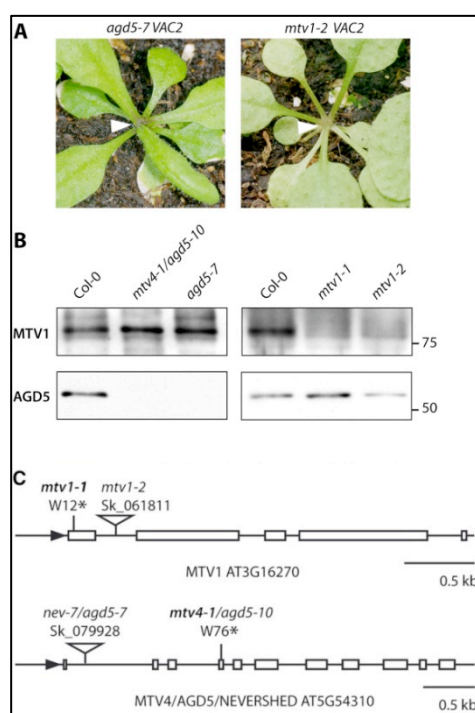 A
agd5-7 VAC2 mtv1-2 VAC2
B
Col-0 mtv4-1/agd5-10 agd5-7 Col-0 mtv1-1 mtv1-2
MTV1
75
AGD5
50
C
mtv1-1 mtv1-2
W12* Sk_061811
MTV1 AT3G16270
0.5 kb
nev-7/agd5-7 mtv4-1/agd5-10
Sk_079928 W76*
0.5 kb
MTV4/AGD5/NEVERSHED AT5G54310